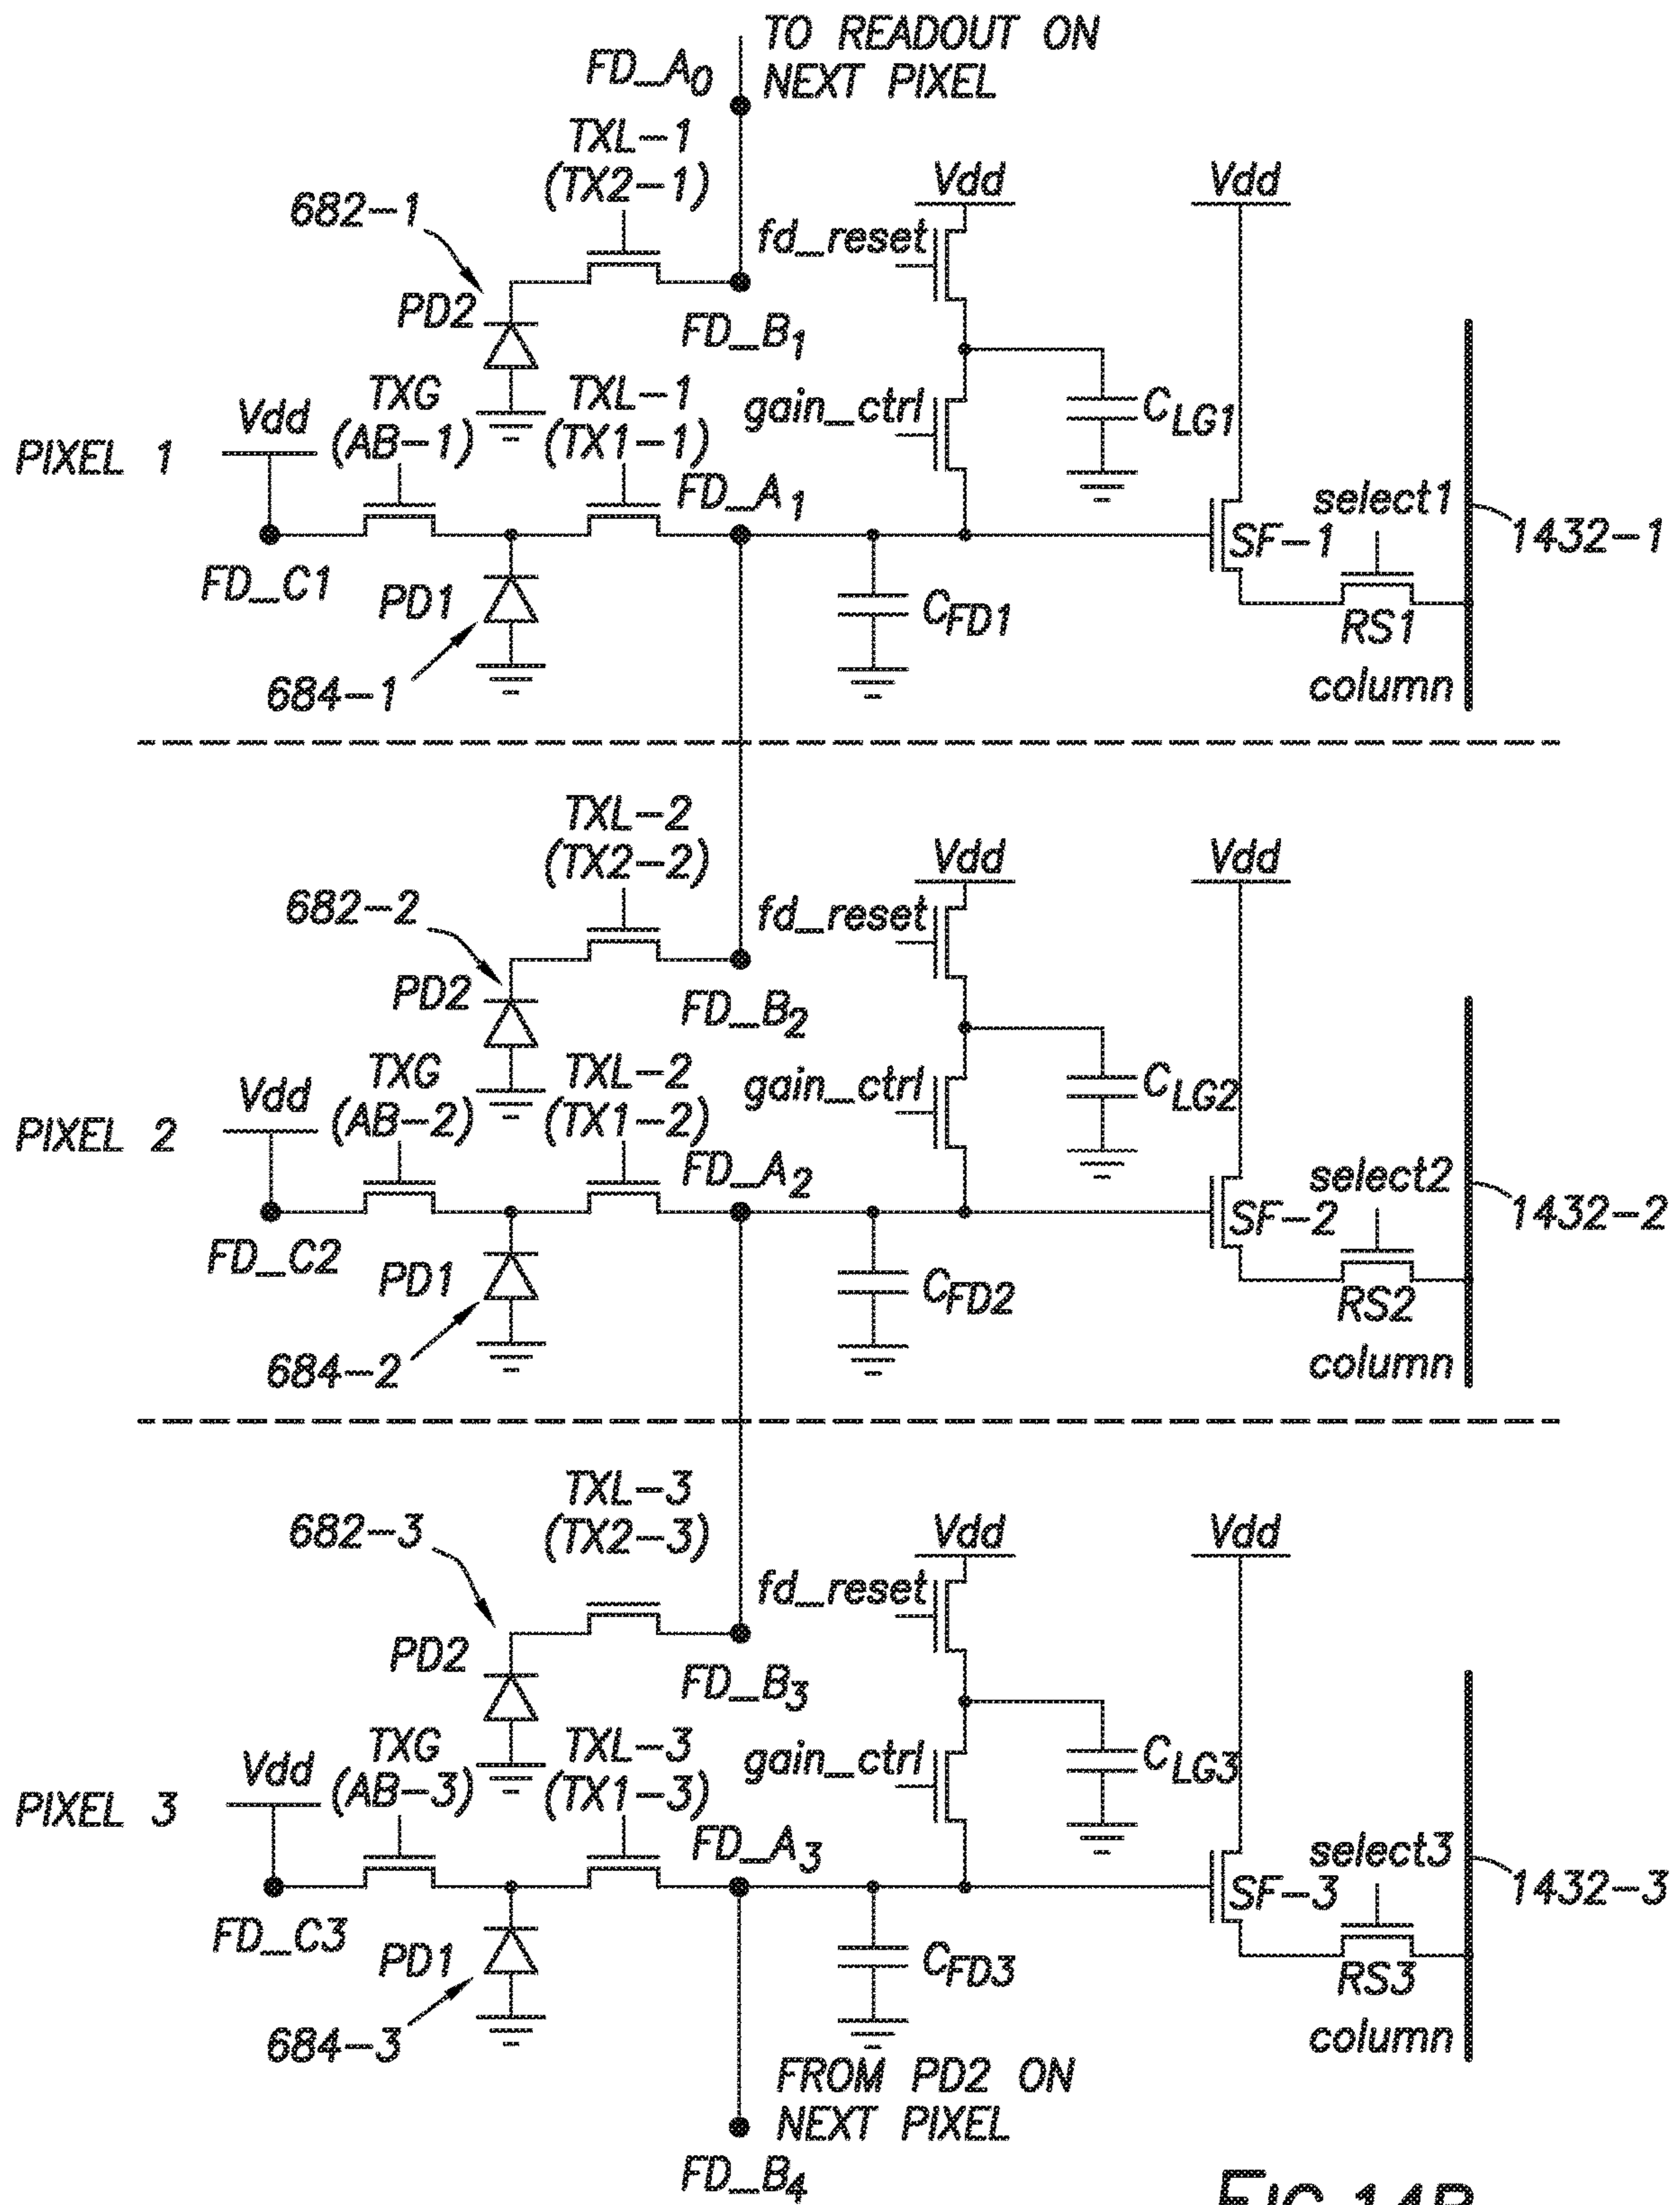 TO READOUT ON
NEXT PIXEL
FD_A0
TXL-1
(TX2-1)
682-1
Vdd
Vdd
fd_reset
PD2
FD_B1
TXG
(AB-1)
TXL-1
(TX1-1)
gain_ctrl
CLG1
Vdd
PIXEL 1
FD_A1
select1
SF-1
1432-1
FD_C1
PD1
CFD1
RS1
684-1
column
TXL-2
(TX2-2)
682-2
Vdd
Vdd
fd_reset
PD2
FD_B2
TXG
(AB-2)
TXL-2
(TX1-2)
gain_ctrl
CLG2
Vdd
PIXEL 2
FD_A2
select2
SF-2
1432-2
FD_C2
PD1
CFD2
RS2
684-2
column
TXL-3
(TX2-3)
682-3
Vdd
Vdd
fd_reset
PD2
FD_B3
TXG
(AB-3)
TXL-3
(TX1-3)
gain_ctrl
CLG3
Vdd
PIXEL 3
FD_A3
select3
SF-3
1432-3
FD_C3
PD1
CFD3
RS3
684-3
column
FROM PD2 ON
NEXT PIXEL
FD_B4
FIG.14B